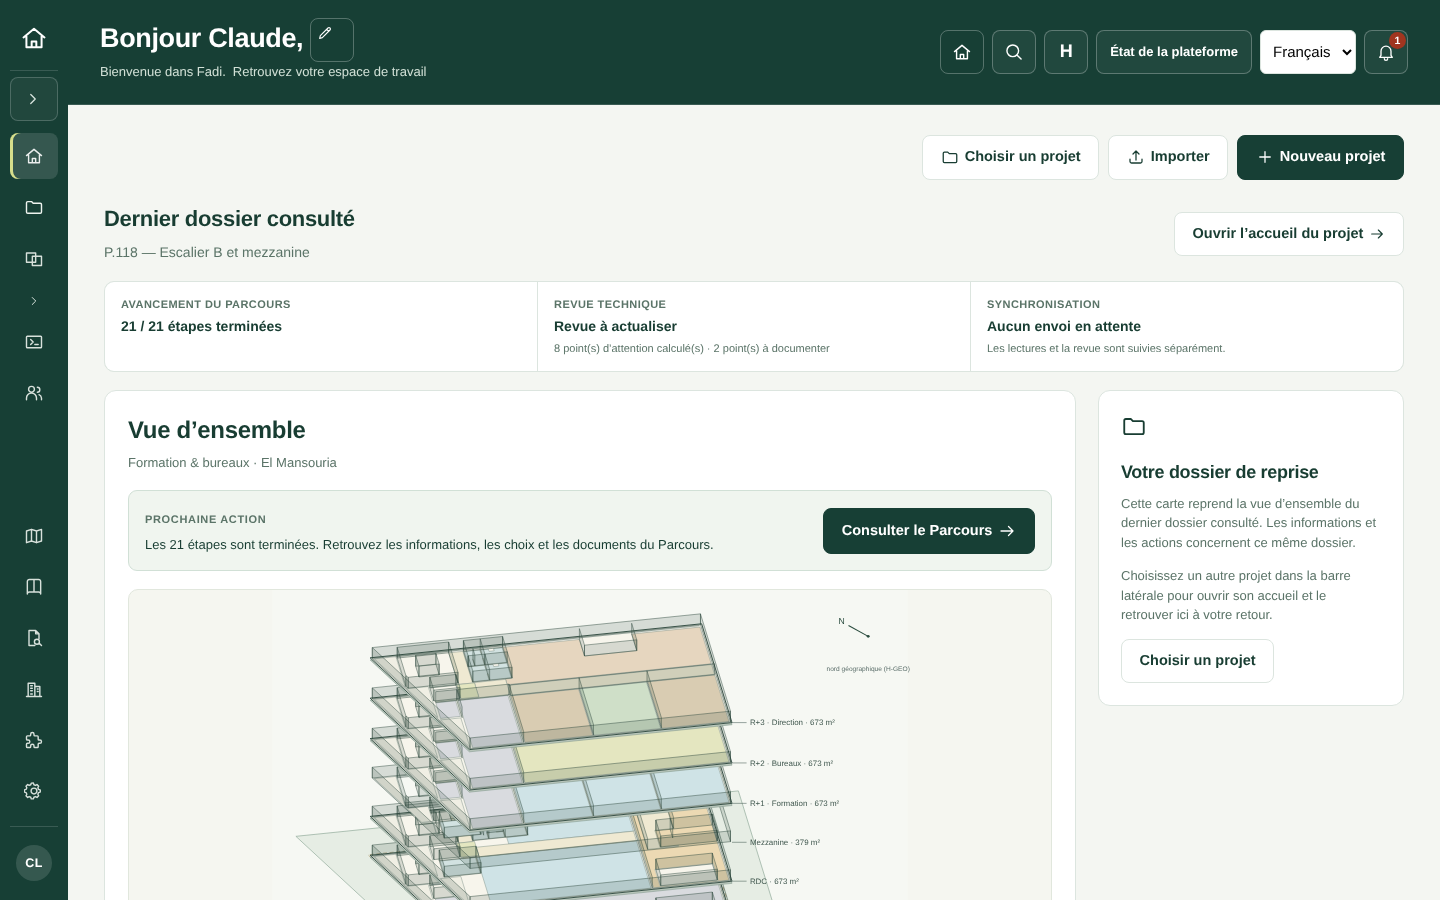 Bonjour Claude,
Bienvenue dans Fadi. Retrouvez votre espace de travail
H
État de la plateforme
Français
1
Choisir un projet
Importer
Nouveau projet
Dernier dossier consulté
P.118 — Escalier B et mezzanine
Ouvrir l’accueil du projet
AVANCEMENT DU PARCOURS
21 / 21 étapes terminées
REVUE TECHNIQUE
Revue à actualiser
8 point(s) d’attention calculé(s) · 2 point(s) à documenter
SYNCHRONISATION
Aucun envoi en attente
Les lectures et la revue sont suivies séparément.
Vue d’ensemble
Formation & bureaux · El Mansouria
PROCHAINE ACTION
Les 21 étapes sont terminées. Retrouvez les informations, les choix et les documents du Parcours.
Consulter le Parcours
N
nord géographique (H-GEO)
R+3 · Direction · 673 m²
R+2 · Bureaux · 673 m²
R+1 · Formation · 673 m²
Mezzanine · 379 m²
RDC · 673 m²
Votre dossier de reprise
Cette carte reprend la vue d’ensemble du
dernier dossier consulté. Les informations et
les actions concernent ce même dossier.
Choisissez un autre projet dans la barre
latérale pour ouvrir son accueil et le
retrouver ici à votre retour.
Choisir un projet
CL